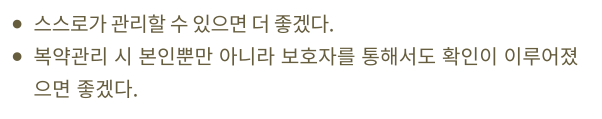 • 스스로가 관리할 수 있으면 더 좋겠다.
• 복약관리 시 본인뿐만 아니라 보호자를 통해서도 확인이 이루어졌
으면 좋겠다.